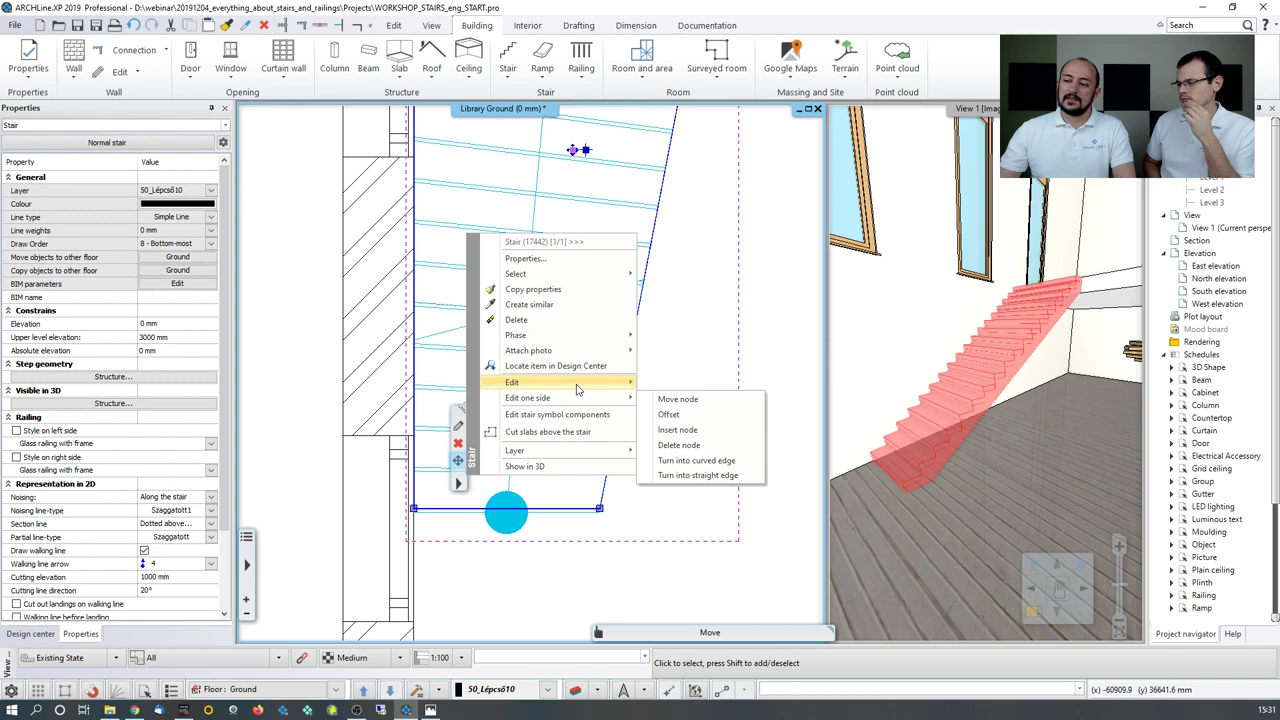 ARCHLine.XP 2019 Professional - [D:\webinar\20191204_everything_about_stairs_and_railings\Projects\WORKSHOP_STAIRS_eng_START.pro]
File
Edit
View
Building
Interior
Drafting
Dimension
Documentation
Search
Properties
Wall
Connection
Edit
Door
Window
Curtain wall
Column
Beam
Slab
Roof
Ceiling
Stair
Ramp
Railing
Room and area
Surveyed room
Google Maps
Terrain
Point cloud
Properties
Wall
Opening
Structure
Stair
Room
Massing and Site
Point cloud
Properties
Stair
Normal stair
Property Value
General
Layer 50_Lépcső10
Colour
Line type Simple Line
Line weights 0 mm
Draw Order 8 - Bottom-most
Move objects to other floor Ground
Copy objects to other floor Ground
BIM parameters Edit
BIM name
Constrains
Elevation 0 mm
Upper level elevation 3000 mm
Absolute elevation 0 mm
Step geometry
Structure...
Visible in 3D
Structure...
Railing
Style on left side
Glass railing with frame
Style on right side
Glass railing with frame
Representation in 2D
Nosing: Along the stair
Nosing line-type Szaggatott1
Section line Dotted above...
Partial line-type Szaggatott
Draw walking line
Walking line arrow 4
Cutting elevation 1000 mm
Cutting line direction 20°
Cut out landings on walking line
Walking line before landing
Design center
Properties
Library Ground (0 mm) *
Stair (17442) [1/1] >>>
Properties...
Select
Copy properties
Create similar
Delete
Phase
Attach photo
Locate item in Design Center
Edit
Edit one side
Edit stair symbol components
Cut slabs above the stair
Layer
Show in 3D
Stair
Move node
Offset
Insert node
Delete node
Turn into curved edge
Turn into straight edge
Move
View 1 [Imag
Level 2
Level 3
View
View 1 (Current perspe
Section
Elevation
East elevation
North elevation
South elevation
West elevation
Plot layout
Mood board
Rendering
Schedules
3D Shape
Beam
Cabinet
Column
Countertop
Curtain
Door
Grid ceiling
Group
Gutter
LED lighting
Luminous text
Moulding
Object
Picture
Plain ceiling
Plinth
Railing
Ramp
Project navigator
Help
View
Existing State
All
Medium
1:100
Click to select, press Shift to add/deselect
Floor : Ground
50_Lépcső10
(x) -60909.9 (y) 36641.6 mm
15:31